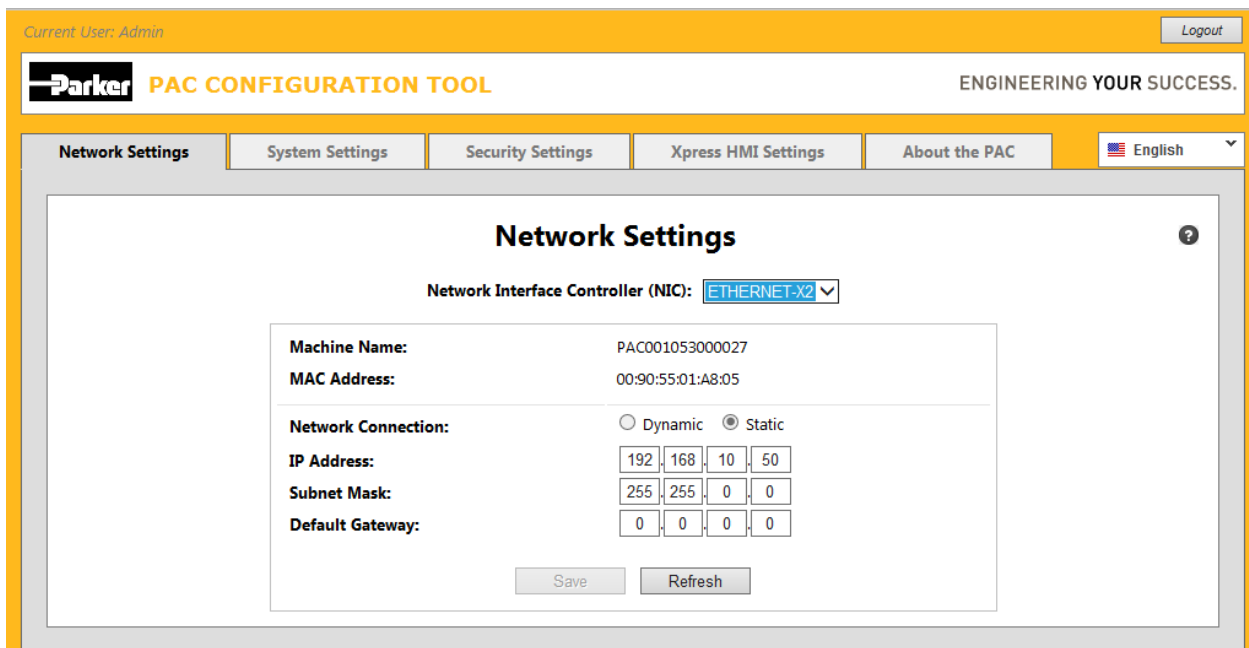 Current User: Admin
Logout
Parker PAC CONFIGURATION TOOL
ENGINEERING YOUR SUCCESS.
Network Settings
System Settings
Security Settings
Xpress HMI Settings
About the PAC
English
Network Settings
?
Network Interface Controller (NIC): ETHERNET-X2
Machine Name: PAC001053000027
MAC Address: 00:90:55:01:A8:05
Network Connection: Dynamic Static
IP Address: 192.168.10.50
Subnet Mask: 255.255.0.0
Default Gateway: 0.0.0.0
Save Refresh